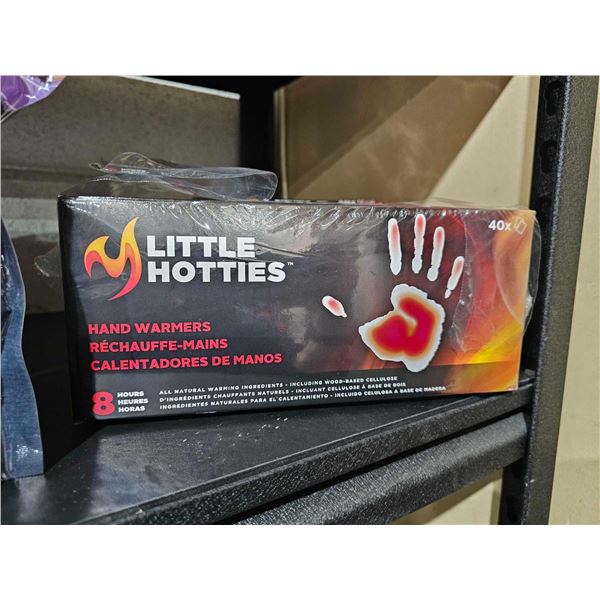 LITTLE
HOTTIES™
40x
HAND WARMERS
RÉCHAUFFE-MAINS
CALENTADORES DE MANOS
8 HOURS
HEURES
HORAS
ALL NATURAL WARMING INGREDIENTS - INCLUDING WOOD-BASED CELLULOSE
D'INGRÉDIENTS CHAUFFANTS NATURELS - INCLUANT CELLULOSE À BASE DE BOIS
INGREDIENTES NATURALES PARA EL CALENTAMIENTO - INCLUIDO CELULOSA A BASE DE MADERA